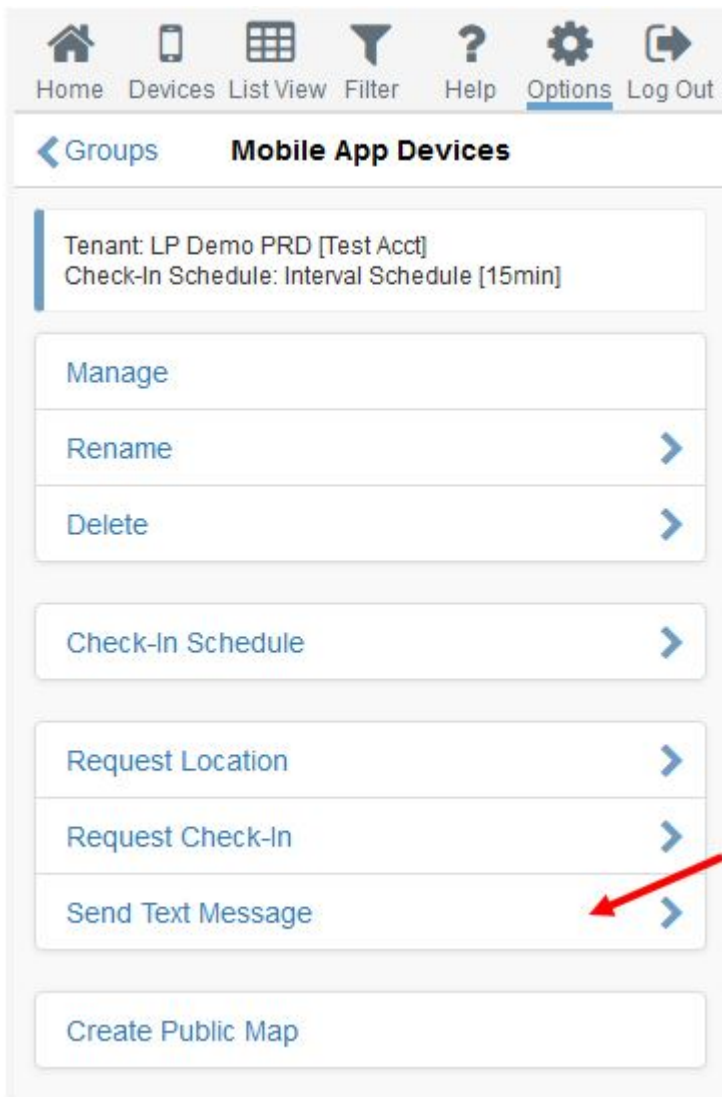 Home Devices List View Filter Help Options Log Out
Groups Mobile App Devices
Tenant: LP Demo PRD [Test Acct]
Check-In Schedule: Interval Schedule [15min]
Manage
Rename
Delete
Check-In Schedule
Request Location
Request Check-In
Send Text Message
Create Public Map